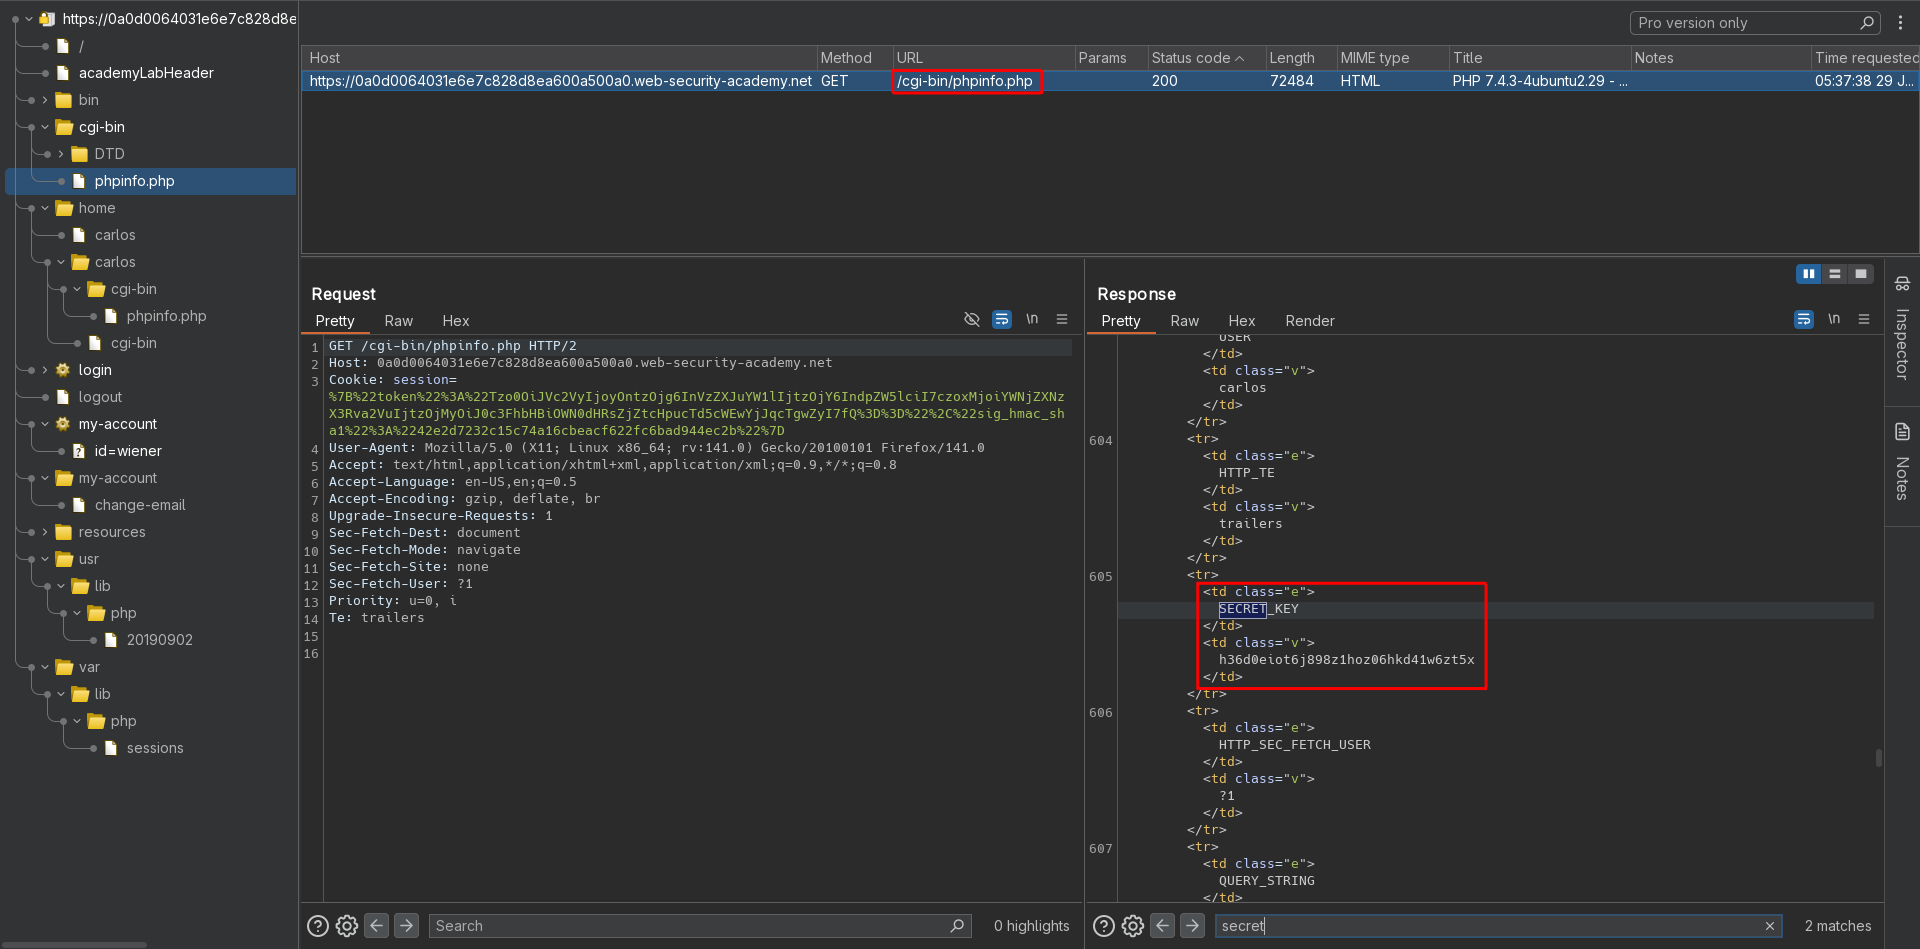 https://0a0d0064031e6e7c828d8e
/
academyLabHeader
bin
cgi-bin
DTD
phpinfo.php
home
carlos
carlos
cgi-bin
phpinfo.php
cgi-bin
login
logout
my-account
id=wiener
my-account
change-email
resources
usr
lib
php
20190902
var
lib
php
sessions
Pro version only
Host Method URL Params Status code Length MIME type Title Notes Time requested
https://0a0d0064031e6e7c828d8ea600a500a0.web-security-academy.net GET /cgi-bin/phpinfo.php 200 72484 HTML PHP 7.4.3-4ubuntu2.29 - ... 05:37:38 29 J...
Request
Pretty Raw Hex \n
1 GET /cgi-bin/phpinfo.php HTTP/2
2 Host: 0a0d0064031e6e7c828d8ea600a500a0.web-security-academy.net
3 Cookie: session=
%7B%22token%22%3A%22Tzo0OiJVc2VyIjoyOntzOjg6InVzZXJuYW1lIjtzOjY6IndpZW5lciI7czoxMjoiYWNjZXNz
X3Rva2VuIjtzOjMyOiJ0c3FhbHBiOWN0dHRsZjZtcHpucTd5cWEwYjJqcTgwZyI7fQ%3D%3D%22%2C%22sig_hmac_sh
a1%22%3A%2242e2d7232c15c74a16cbeacf622fc6bad944ec2b%22%7D
4 User-Agent: Mozilla/5.0 (X11; Linux x86_64; rv:141.0) Gecko/20100101 Firefox/141.0
5 Accept: text/html,application/xhtml+xml,application/xml;q=0.9,*/*;q=0.8
6 Accept-Language: en-US,en;q=0.5
7 Accept-Encoding: gzip, deflate, br
8 Upgrade-Insecure-Requests: 1
9 Sec-Fetch-Dest: document
10 Sec-Fetch-Mode: navigate
11 Sec-Fetch-Site: none
12 Sec-Fetch-User: ?1
13 Priority: u=0, i
14 Te: trailers
15
16
Search
0 highlights
Response
Pretty Raw Hex Render \n
USER
</td>
<td class="v">
carlos
</td>
</tr>
604 <tr>
<td class="e">
HTTP_TE
</td>
<td class="v">
trailers
</td>
</tr>
605 <tr>
<td class="e">
SECRET_KEY
</td>
<td class="v">
h36d0eiot6j898z1hoz06hkd41w6zt5x
</td>
</tr>
606 <tr>
<td class="e">
HTTP_SEC_FETCH_USER
</td>
<td class="v">
?1
</td>
</tr>
607 <tr>
<td class="e">
QUERY_STRING
</td>
secret
2 matches
Inspector
Notes